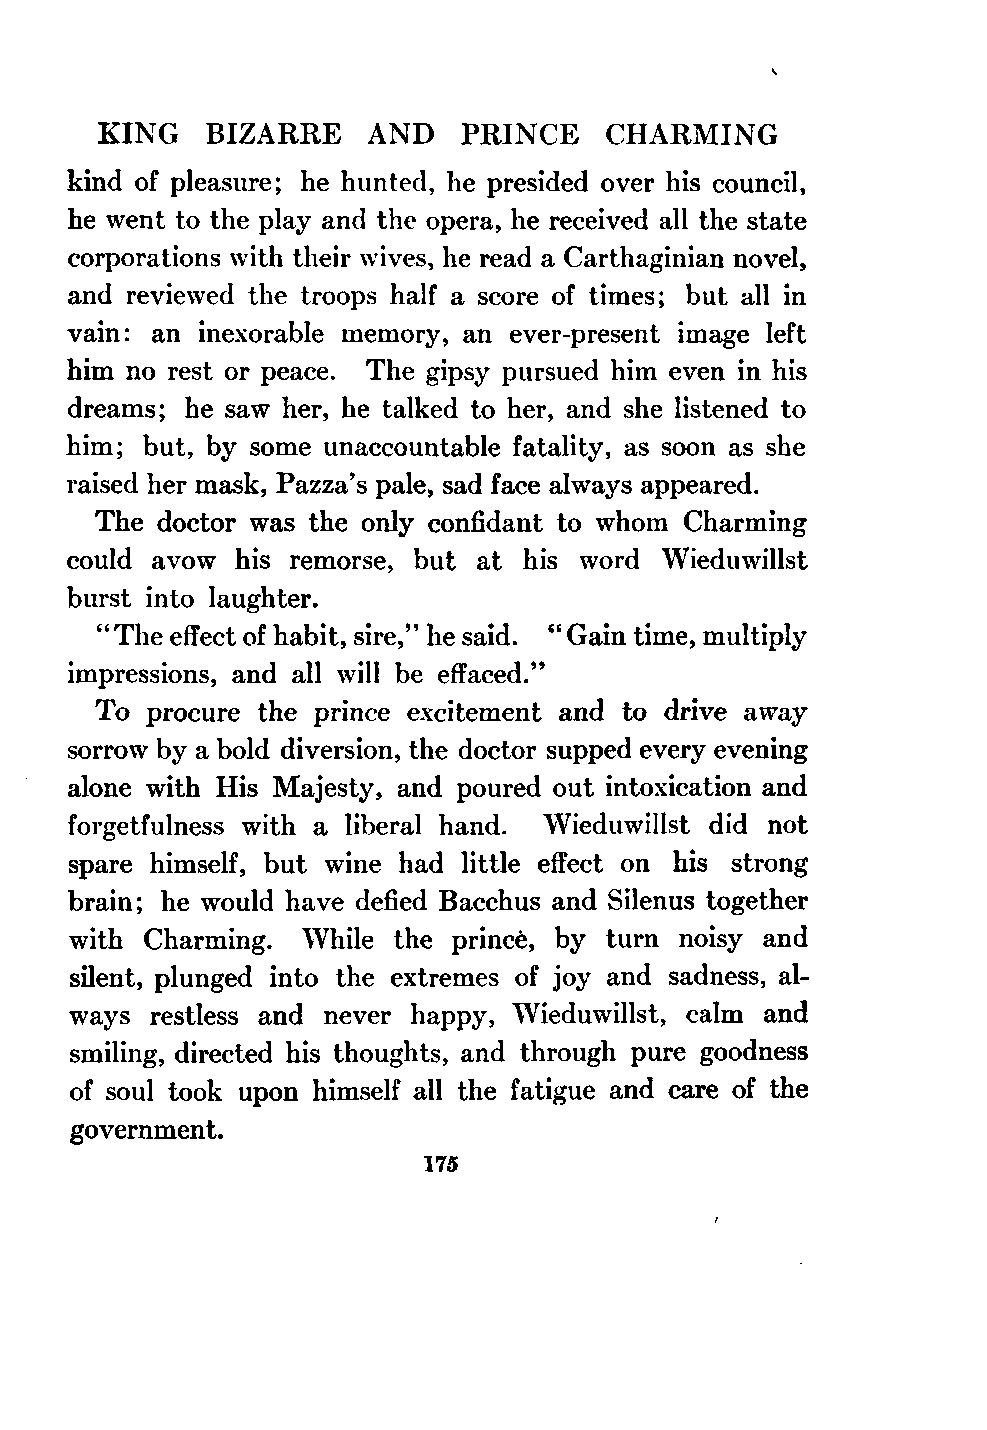 KING BIZARRE AND PRINCE CHARMING
kind of pleasure; he hunted, he presided over his council,
he went to the play and the opera, he received all the state
corporations with their wives, he read a Carthaginian novel,
and reviewed the troops half a score of times; but all in
vain: an inexorable memory, an ever-present image left
him no rest or peace. The gipsy pursued him even in his
dreams; he saw her, he talked to her, and she listened to
him; but, by some unaccountable fatality, as soon as she
raised her mask, Pazza's pale, sad face always appeared.
The doctor was the only confidant to whom Charming
could avow his remorse, but at his word Wieduwillst
burst into laughter.
"The effect of habit, sire," he said. "Gain time, multiply
impressions, and all will be effaced."
To procure the prince excitement and to drive away
sorrow by a bold diversion, the doctor supped every evening
alone with His Majesty, and poured out intoxication and
forgetfulness with a liberal hand. Wieduwillst did not
spare himself, but wine had little effect on his strong
brain; he would have defied Bacchus and Silenus together
with Charming. While the prince, by turn noisy and
silent, plunged into the extremes of joy and sadness, al-
ways restless and never happy, Wieduwillst, calm and
smiling, directed his thoughts, and through pure goodness
of soul took upon himself all the fatigue and care of the
government.
175